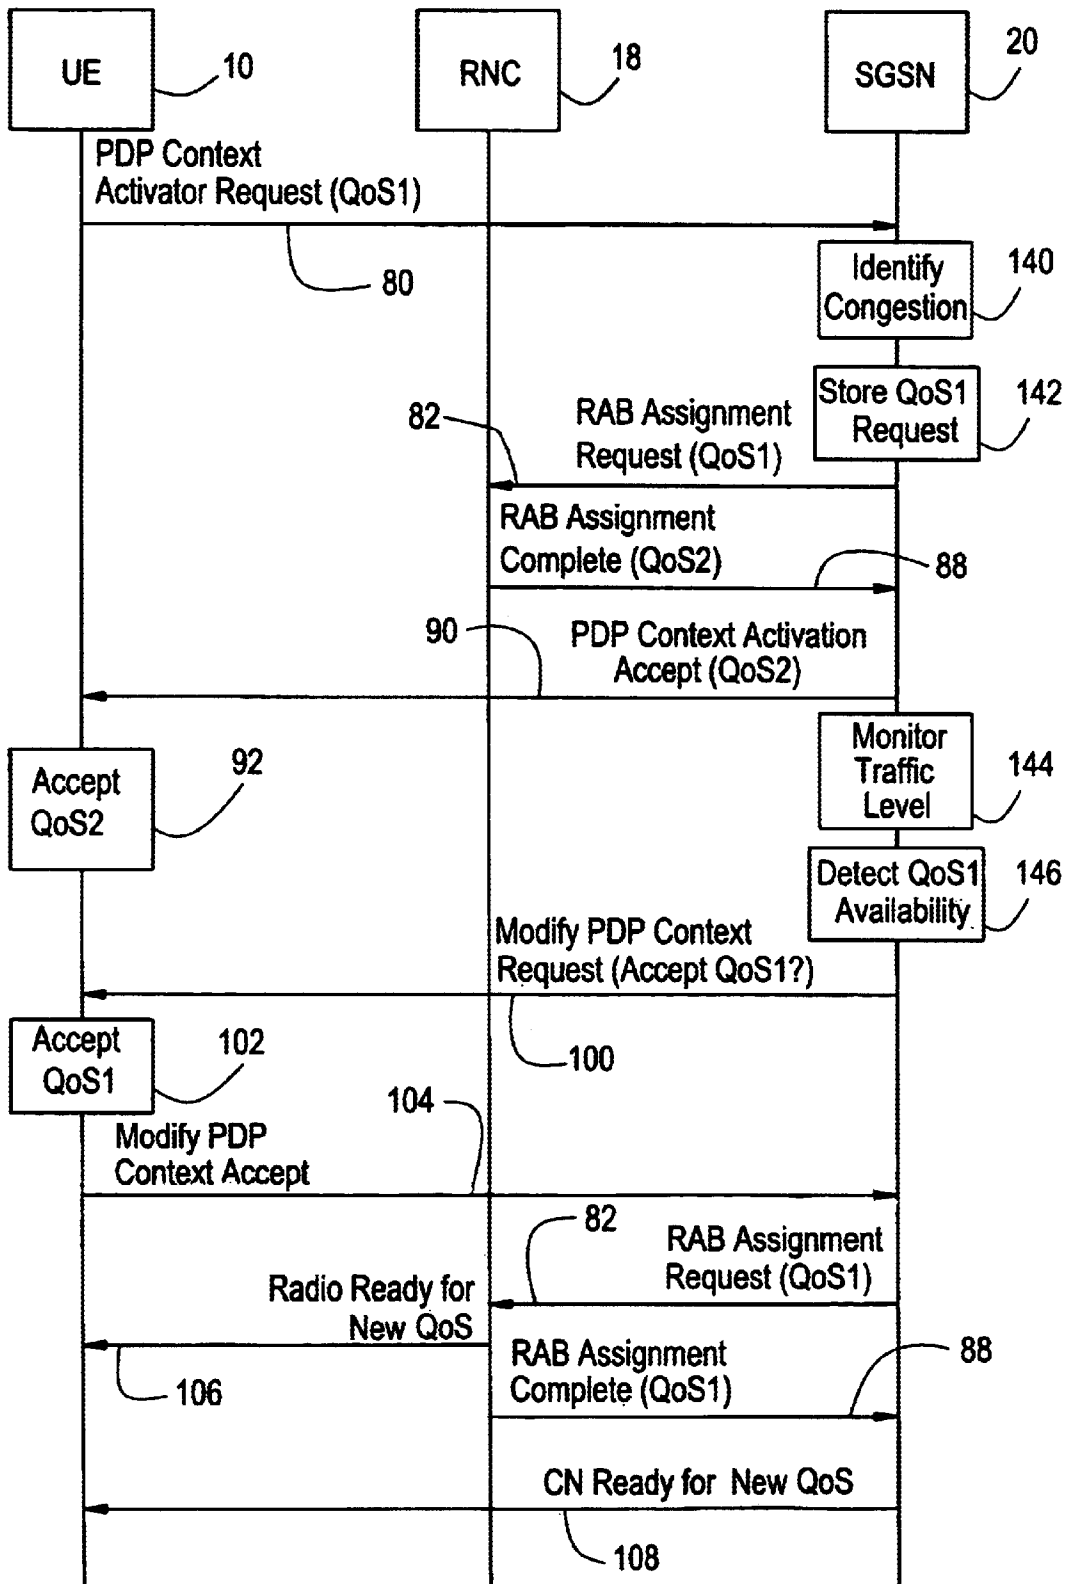 UE
10
RNC
18
SGSN
20
PDP Context
Activator Request (QoS1)
80
Identify
Congestion
140
Store QoS1
Request
142
82
RAB Assignment
Request (QoS1)
RAB Assignment
Complete (QoS2)
88
90
PDP Context Activation
Accept (QoS2)
Accept
QoS2
92
Monitor
Traffic
Level
144
Detect QoS1
Availability
146
Modify PDP Context
Request (Accept QoS1?)
100
Accept
QoS1
102
104
Modify PDP
Context Accept
82
RAB Assignment
Request (QoS1)
Radio Ready for
New QoS
106
RAB Assignment
Complete (QoS1)
88
CN Ready for New QoS
108